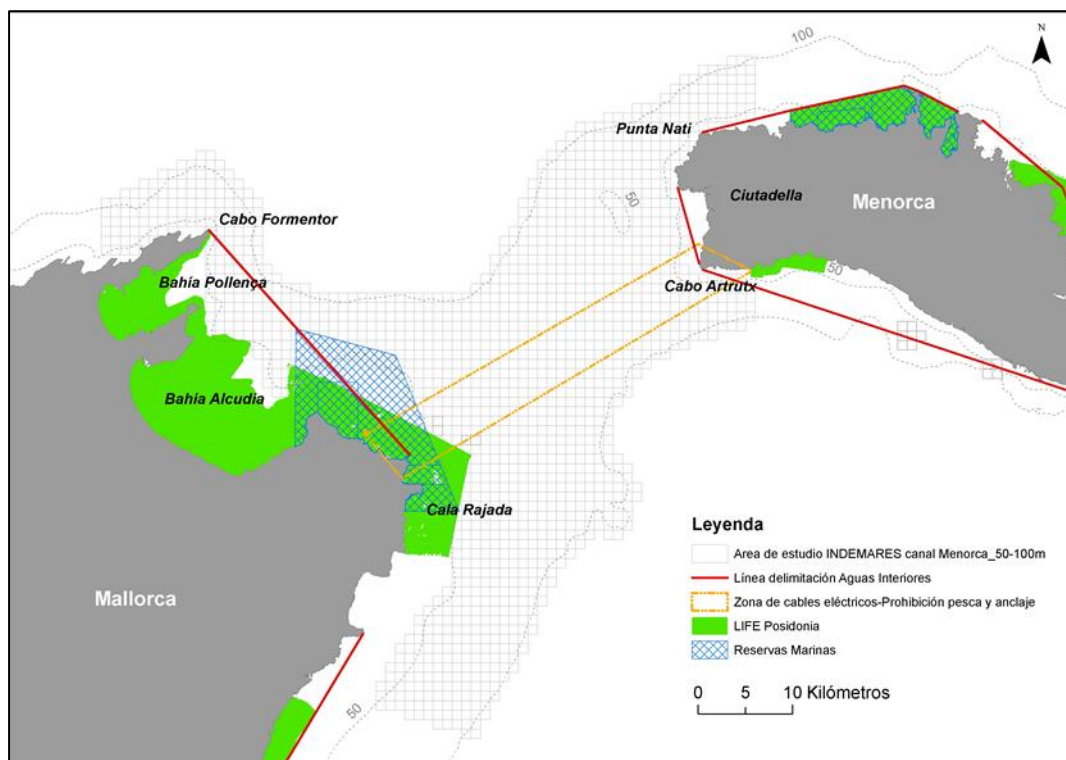 100
N
Punta Nati
50
Ciutadella
Menorca
Cabo Formentor
Bahía Pollença
50
Cabo Artrutx
Bahía Alcudia
Cala Rajada
Mallorca
50
Leyenda
Area de estudio INDEMARES canal Menorca_50-100m
Línea delimitación Aguas Interiores
Zona de cables eléctricos-Prohibición pesca y anclaje
LIFE Posidonia
Reservas Marinas
0 5 10 Kilómetros